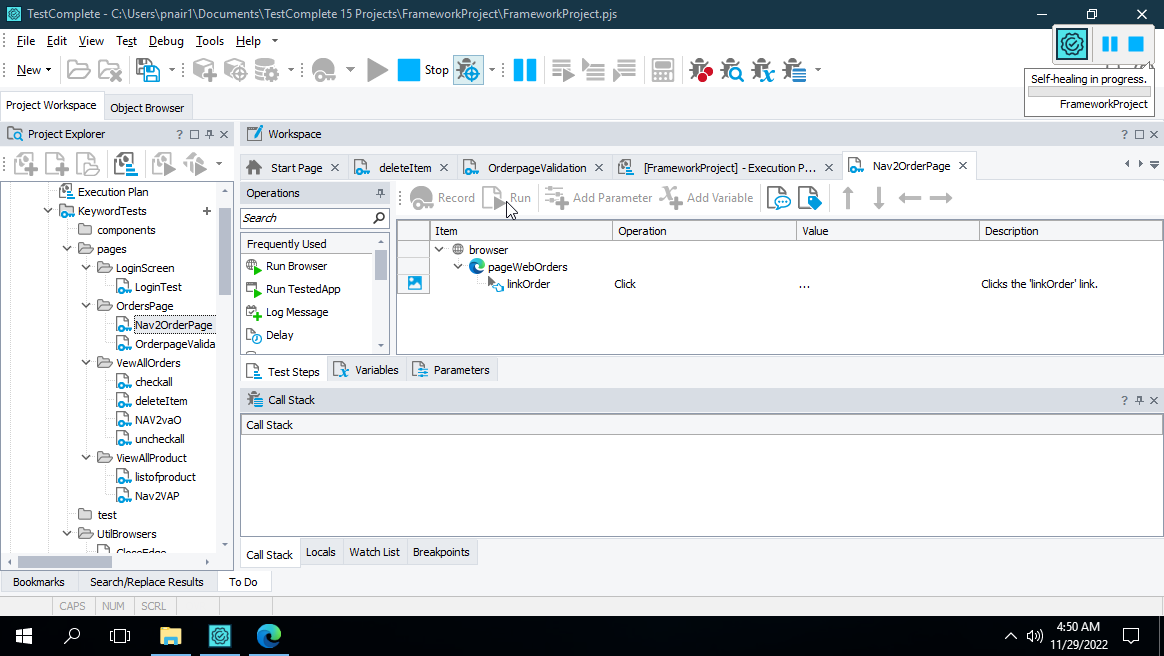 TestComplete - C:\Users\pnair1\Documents\TestComplete 15 Projects\FrameworkProject\FrameworkProject.pjs
File Edit View Test Debug Tools Help
New Stop
Self-healing in progress.
FrameworkProject
Project Workspace Object Browser
Project Explorer
Workspace
Start Page deleteItem OrderpageValidation [FrameworkProject] - Execution P... Nav2OrderPage
Execution Plan
KeywordTests
components
pages
LoginScreen
LoginTest
OrdersPage
Nav2OrderPage
OrderpageValida
ViewAllOrders
checkall
deleteItem
NAV2vaO
uncheckall
ViewAllProduct
listofproduct
Nav2VAP
test
UtilBrowsers
CloseEdge
Operations
Search
Frequently Used
Run Browser
Run TestedApp
Log Message
Delay
Record Run Add Parameter Add Variable
Item Operation Value Description
browser
pageWebOrders
linkOrder Click ... Clicks the 'linkOrder' link.
Test Steps Variables Parameters
Call Stack
Call Stack
Call Stack Locals Watch List Breakpoints
Bookmarks Search/Replace Results To Do
CAPS NUM SCRL
4:50 AM
11/29/2022